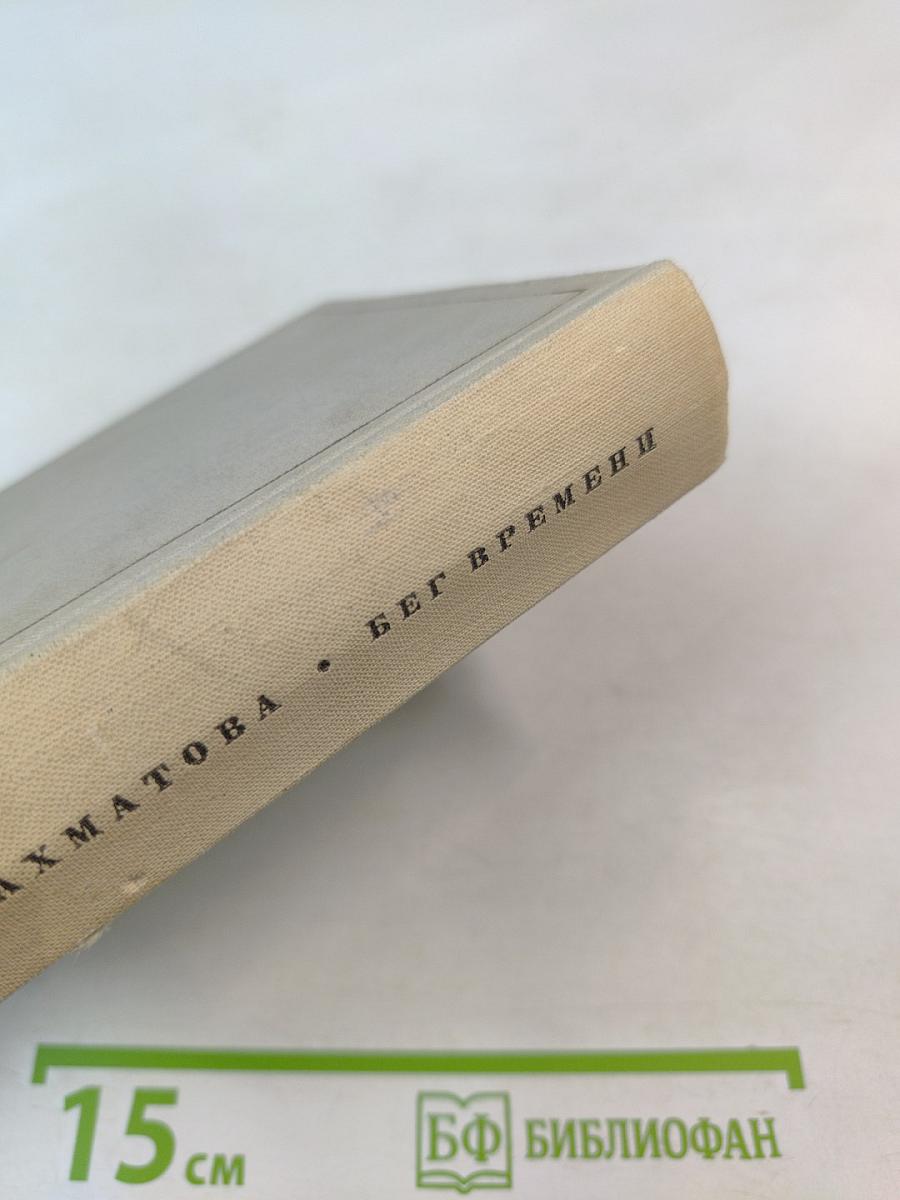 АХМАТОВА • БЕГ ВРЕМЕНИ
15 см
БФ БИБЛИОФАН